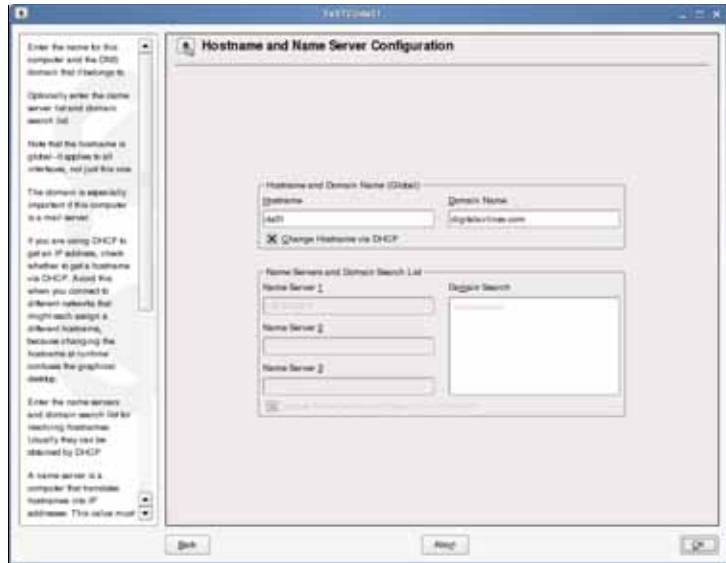 Enter the name for this
computer and the DNS
domain that it belongs to.
Optionally enter the name
server list and domain
search list.
Note that the hostname is
global--it applies to all
interfaces, not just this one.
The domain is especially
important if this computer
is a mail server.
If you are using DHCP to
get an IP address, check
whether to get a hostname
via DHCP. Avoid this
when you connect to
different networks that
might each assign a
different hostname,
because changing the
hostname at runtime
confuses the graphical
desktop.
Enter the name servers
and domain search list for
resolving hostnames.
Usually they can be
obtained by DHCP.
A name server is a
computer that translates
hostnames into IP
addresses. This value must
Hostname and Name Server Configuration
Hostname and Domain Name (Global)
Hostname
Domain Name
da51
digitalairlines.com
Change Hostname via DHCP
Name Servers and Domain Search List
Name Server 1
Domain Search
Name Server 2
Name Server 3
Back
Abort
OK